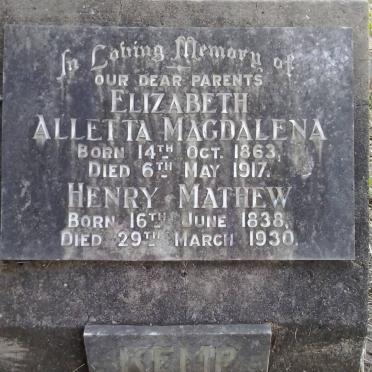 In Loving Memory of
OUR DEAR PARENTS
ELIZABETH
ALLETTA MAGDALENA
BORN 14TH OCT. 1863,
DIED 6TH MAY 1917.
HENRY MATHEW
BORN 16TH JUNE 1838,
DIED 29TH MARCH 1930.
KEMP